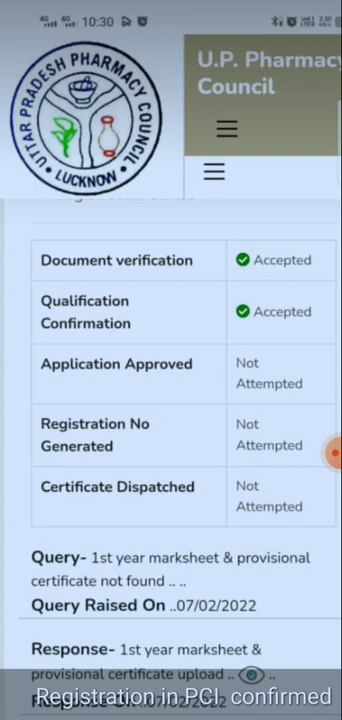 4G 4G 10:30
UTTAR PRADESH PHARMACY COUNCIL
LUCKNOW
U.P. Pharmacy
Council
Document verification Accepted
Qualification
Confirmation
Accepted
Application Approved
Not
Attempted
Registration No
Generated
Not
Attempted
Certificate Dispatched
Not
Attempted
Query- 1st year marksheet & provisional
certificate not found .. ..
Query Raised On ..07/02/2022
Response- 1st year marksheet &
provisional certificate upload .. ..
Registration in PCI, confirmed